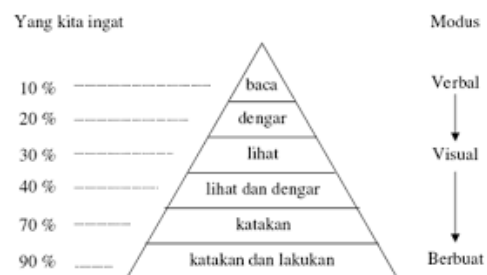 Yang kita ingat Modus
10 % baca Verbal
20 % dengar
30 % lihat Visual
40 % lihat dan dengar
70 % katakan
90 % katakan dan lakukan Berbuat